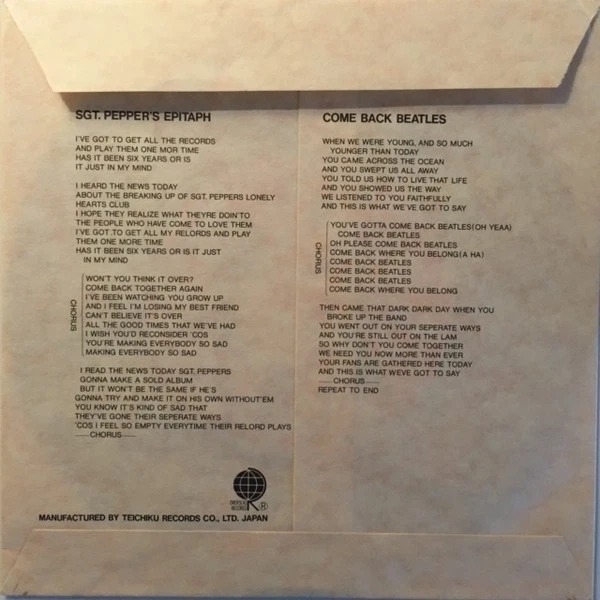 SGT. PEPPER'S EPITAPH
I'VE GOT TO GET ALL THE RECORDS
AND PLAY THEM ONE MOR TIME
HAS IT BEEN SIX YEARS OR IS
IT JUST IN MY MIND
I HEARD THE NEWS TODAY
ABOUT THE BREAKING UP OF SGT. PEPPERS LONELY
HEARTS CLUB
I HOPE THEY REALIZE WHAT THEYRE DOIN'TO
THE PEOPLE WHO HAVE COME TO LOVE THEM
I'VE GOT TO GET ALL MY RELORDS AND PLAY
THEM ONE MORE TIME
HAS IT BEEN SIX YEARS OR IS IT JUST
IN MY MIND
CHORUS
WON'T YOU THINK IT OVER?
COME BACK TOGETHER AGAIN
I'VE BEEN WATCHING YOU GROW UP
AND I FEEL I'M LOSING MY BEST FRIEND
CAN'T BELIEVE IT'S OVER
ALL THE GOOD TIMES THAT WE'VE HAD
I WISH YOU'D RECONSIDER 'COS
YOU'RE MAKING EVERYBODY SO SAD
MAKING EVERYBODY SO SAD
I READ THE NEWS TODAY SGT. PEPPERS
GONNA MAKE A SOLD ALBUM
BUT IT WON'T BE THE SAME IF HE'S
GONNA TRY AND MAKE IT ON HIS OWN WITHOUT'EM
YOU KNOW IT'S KIND OF SAD THAT
THEY'VE GONE THEIR SEPERATE WAYS
'COS I FEEL SO EMPTY EVERYTIME THEIR RELORD PLAYS
—CHORUS—
COME BACK BEATLES
WHEN WE WERE YOUNG, AND SO MUCH
YOUNGER THAN TODAY
YOU CAME ACROSS THE OCEAN
AND YOU SWEPT US ALL AWAY
YOU TOLD US HOW TO LIVE THAT LIFE
AND YOU SHOWED US THE WAY
WE LISTENED TO YOU FAITHFULLY
AND THIS IS WHAT WE'VE GOT TO SAY
CHORUS
YOU'VE GOTTA COME BACK BEATLES(OH YEAA)
COME BACK BEATLES
OH PLEASE COME BACK BEATLES
COME BACK WHERE YOU BELONG(A HA)
COME BACK BEATLES
COME BACK BEATLES
COME BACK BEATLES
COME BACK WHERE YOU BELONG
THEN CAME THAT DARK DARK DAY WHEN YOU
BROKE UP THE BAND
YOU WENT OUT ON YOUR SEPERATE WAYS
AND YOU'RE STILL OUT ON THE LAM
SO WHY DON'T YOU COME TOGETHER
WE NEED YOU NOW MORE THAN EVER
YOUR FANS ARE GATHERED HERE TODAY
AND THIS IS WHAT WE'VE GOT TO SAY
—CHORUS—
REPEAT TO END
OVERSEAS
RECORDS
R
®
MANUFACTURED BY TEICHIKU RECORDS CO., LTD. JAPAN